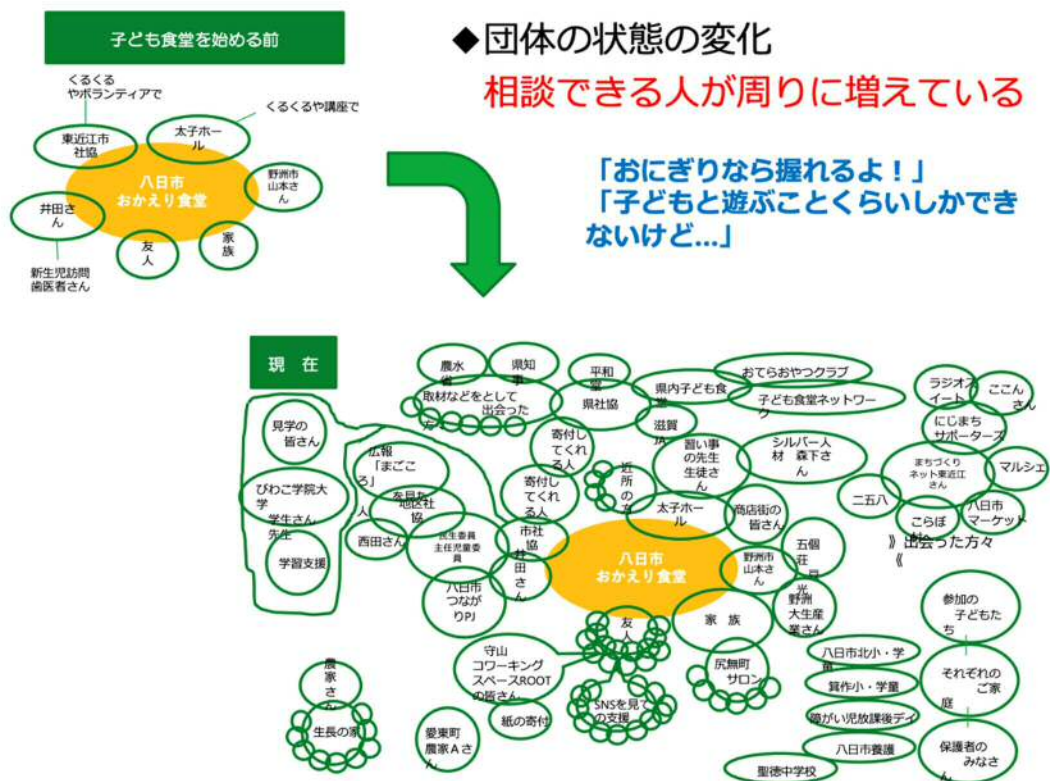 子ども食堂を始める前
◆団体の状態の変化
相談できる人が周りに増えている
くるくる
やボランティアで
くるくるや講座で
東近江市
社協
太子ホー
ル
野洲市
山本さ
ん
八日市
おかえり食堂
井田さ
ん
友
人
家
族
新生児訪問
歯医者さん
「おにぎりなら握れるよ！」
「子どもと遊ぶことくらいしかでき
ないけど…」
現 在
農水
省
県知
事
平和
堂
おてらおやつクラブ
ラジオス
イート
ここん
さん
取材などをとして
出会った
方
県社協
県内子ども食
堂
子ども食堂ネットワー
ク
にじまち
サポーターズ
見学の
皆さん
広報
「まごこ
ろ」
を見た
人
寄付し
てくれ
る人
滋賀
JA
習い事
の先生
生徒さん
シルバー人
材 森下さ
ん
まちづくり
ネット東近江
さん
マルシェ
びわこ学院大
学
学生さん
先生
地区社
協
寄付し
てくれ
る人
近所
の方
太子ホー
ル
商店街の
皆さん
二五八
こらぼ
八日市
マーケット
》出会った方々
《
西田さん
民生委員
主任児童委
員
市社
協
井
田
さ
ん
八日市
おかえり食堂
野洲市
山本さ
ん
五個
荘
戸
光
学習支援
八日市
つなが
りPJ
友
人
家 族
野洲
大生産
業さん
参加の
子どもた
ち
守山
コワーキング
スペースROOT
の皆さん
尻無町
サロン
八日市北小・学
童
それぞれの
ご家
庭
農
家
さ
ん
箕作小・学童
生長の家
愛東町
農家Aさ
ん
紙の寄付
SNSを見て
の支援
障がい児放課後デイ
八日市養護
保護者の
みなさ
ん
聖徳中学校